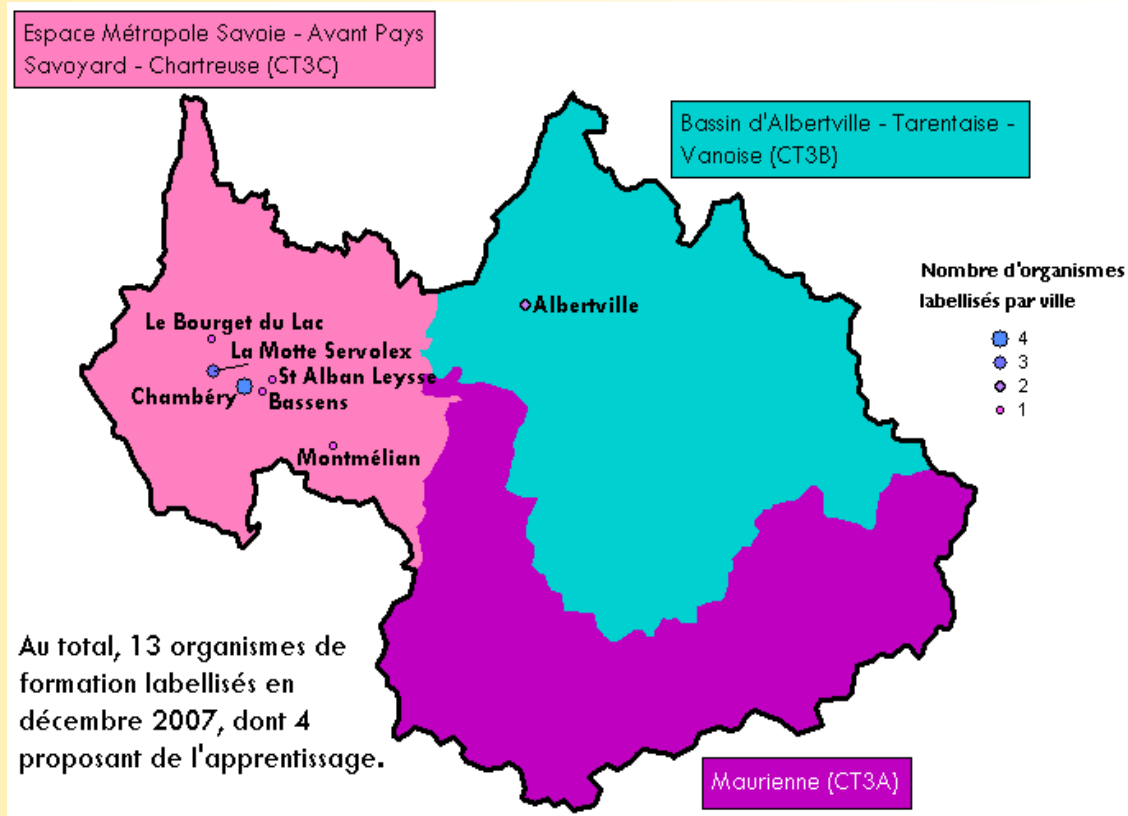 Espace Métropole Savoie - Avant Pays
Savoyard - Chartreuse (CT3C)
Bassin d'Albertville - Tarentaise -
Vanoise (CT3B)
Nombre d'organismes
labellisés par ville
4
3
2
1
Albertville
Le Bourget du Lac
La Motte Servolex
St Alban Leysse
Chambéry
Bassens
Montmélian
Au total, 13 organismes de
formation labellisés en
décembre 2007, dont 4
proposant de l'apprentissage.
Maurienne (CT3A)